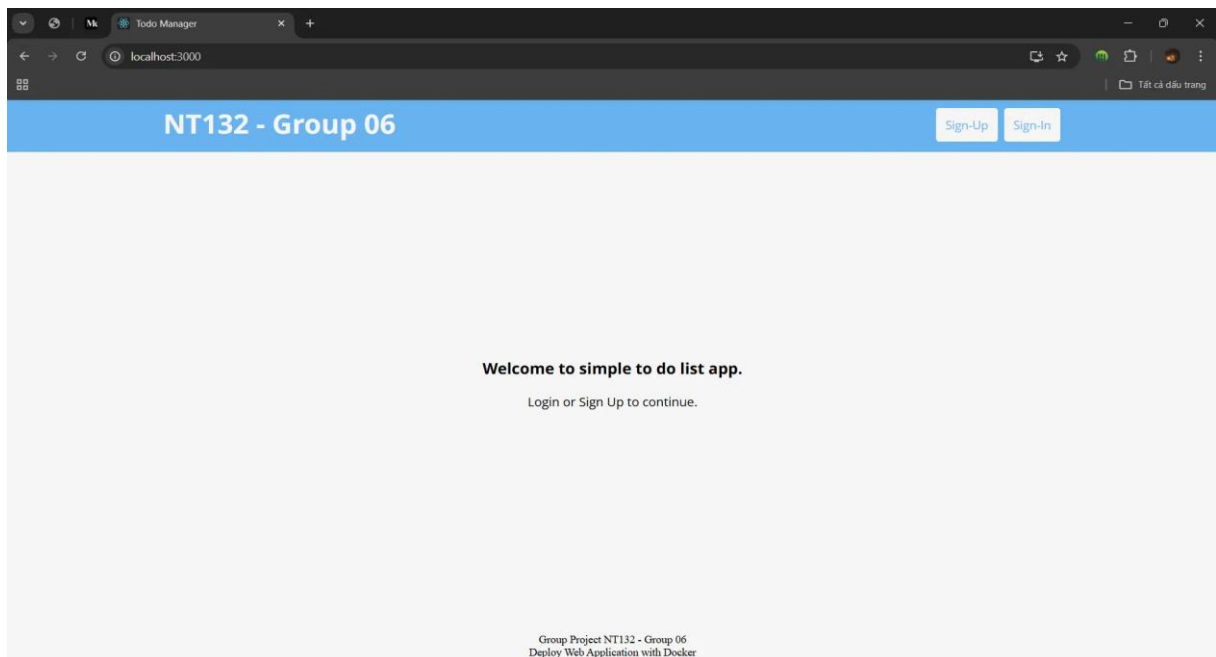 Todo Manager
localhost:3000
Tất cả dấu trang
NT132 - Group 06
Sign-Up
Sign-In
Welcome to simple to do list app.
Login or Sign Up to continue.
Group Project NT132 - Group 06
Deploy Web Application with Docker